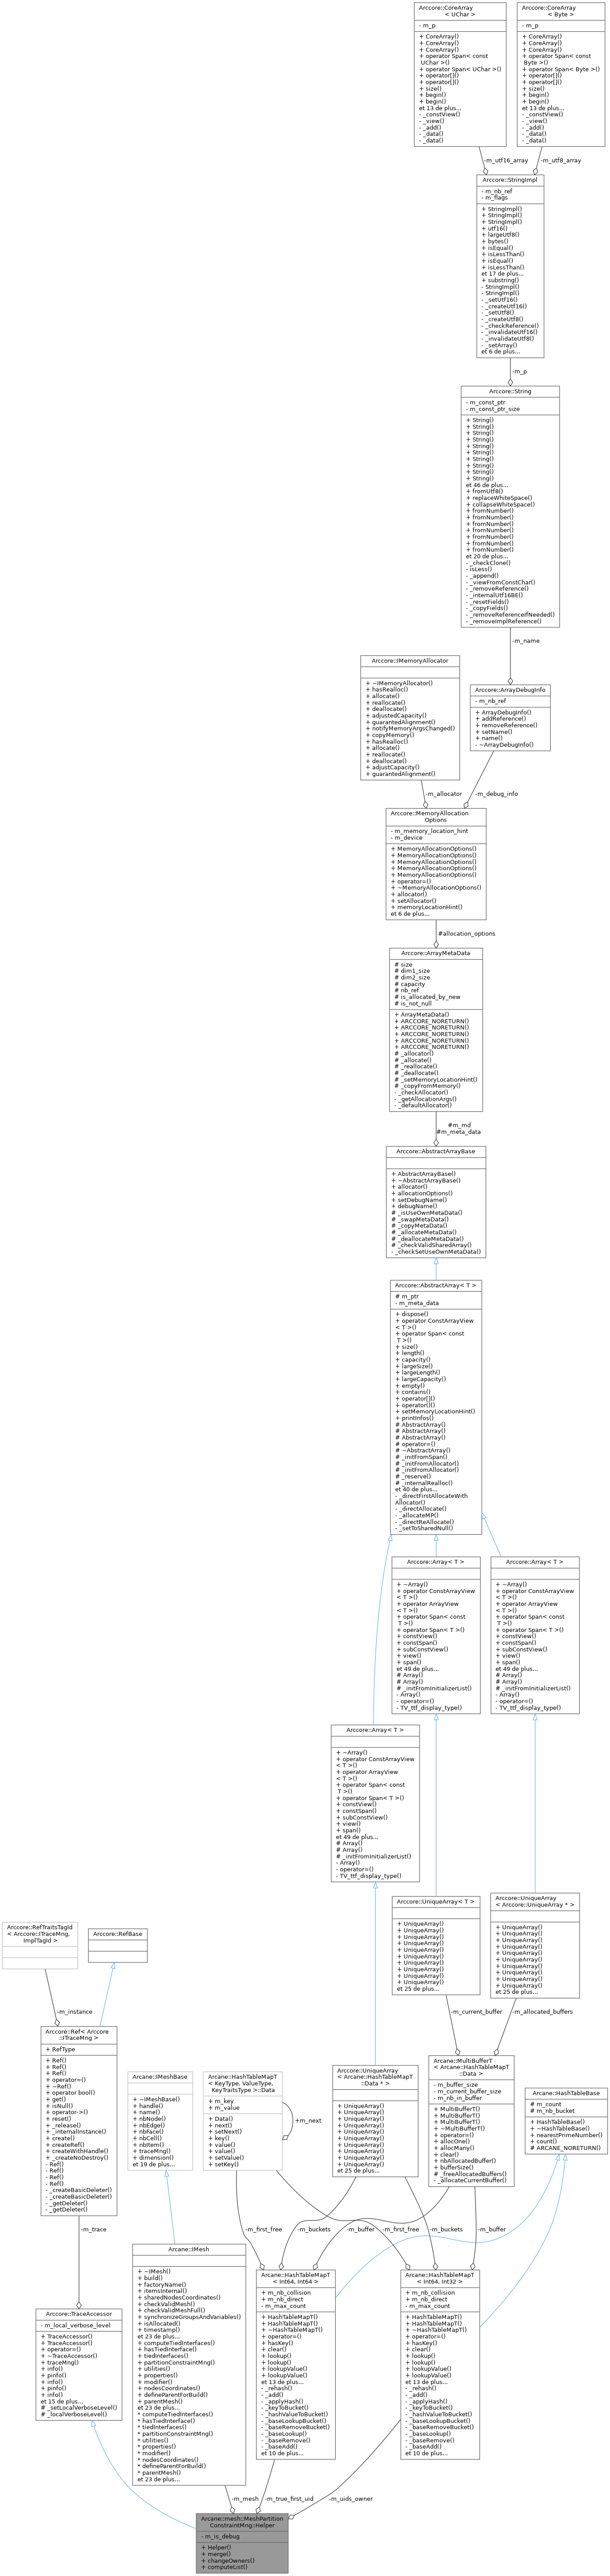 Arccore::CoreArray
< UChar >
- m_p
+ CoreArray()
+ CoreArray()
+ CoreArray()
+ operator Span< const
UChar >()
+ operator Span< UChar >()
+ operator[]()
+ operator[]()
+ size()
+ begin()
+ begin()
et 13 de plus...
- _constView()
- _view()
- _add()
- _data()
- _data()
Arccore::CoreArray
< Byte >
- m_p
+ CoreArray()
+ CoreArray()
+ CoreArray()
+ operator Span< const
Byte >()
+ operator Span< Byte >()
+ operator[]()
+ operator[]()
+ size()
+ begin()
+ begin()
et 13 de plus...
- _constView()
- _view()
- _add()
- _data()
- _data()
-m_utf16_array
-m_utf8_array
Arccore::StringImpl
- m_nb_ref
- m_flags
+ StringImpl()
+ StringImpl()
+ StringImpl()
+ utf16()
+ largeUtf8()
+ bytes()
+ isEqual()
+ isLessThan()
+ isEqual()
+ isLessThan()
et 17 de plus...
+ substring()
- StringImpl()
- StringImpl()
- _setUtf16()
- _createUtf16()
- _setUtf8()
- _createUtf8()
- _checkReference()
- _invalidateUtf16()
- _invalidateUtf8()
- _setArray()
et 6 de plus...
-m_p
Arccore::String
- m_const_ptr
- m_const_ptr_size
+ String()
+ String()
+ String()
+ String()
+ String()
+ String()
+ String()
+ String()
+ String()
+ String()
et 46 de plus...
+ fromUtf8()
+ replaceWhiteSpace()
+ collapseWhiteSpace()
+ fromNumber()
+ fromNumber()
+ fromNumber()
+ fromNumber()
+ fromNumber()
+ fromNumber()
+ fromNumber()
et 20 de plus...
- _checkClone()
- isLess()
- _append()
- _viewFromConstChar()
- _removeReference()
- _internalUtf16BE()
- _resetFields()
- _copyFields()
- _removeReferenceIfNeeded()
- _removeImplReference()
-m_name
Arccore::IMemoryAllocator
+ ~IMemoryAllocator()
+ hasRealloc()
+ allocate()
+ reallocate()
+ deallocate()
+ adjustedCapacity()
+ guarantedAlignment()
+ notifyMemoryArgsChanged()
+ copyMemory()
+ hasRealloc()
+ allocate()
+ reallocate()
+ deallocate()
+ adjustCapacity()
+ guarantedAlignment()
Arccore::ArrayDebugInfo
- m_nb_ref
+ ArrayDebugInfo()
+ addReference()
+ removeReference()
+ setName()
+ name()
- ~ArrayDebugInfo()
-m_allocator
-m_debug_info
Arccore::MemoryAllocation
Options
- m_memory_location_hint
- m_device
+ MemoryAllocationOptions()
+ MemoryAllocationOptions()
+ MemoryAllocationOptions()
+ MemoryAllocationOptions()
+ MemoryAllocationOptions()
+ operator=()
+ ~MemoryAllocationOptions()
+ allocator()
+ setAllocator()
+ memoryLocationHint()
et 6 de plus...
#allocation_options
Arccore::ArrayMetaData
# size
# dim1_size
# dim2_size
# capacity
# nb_ref
# is_allocated_by_new
# is_not_null
+ ArrayMetaData()
+ ARCCORE_NORETURN()
+ ARCCORE_NORETURN()
+ ARCCORE_NORETURN()
+ ARCCORE_NORETURN()
+ ARCCORE_NORETURN()
# _allocator()
# _allocate()
# _reallocate()
# _deallocate()
# _setMemoryLocationHint()
# _copyFromMemory()
- _checkAllocator()
- _getAllocationArgs()
- _defaultAllocator()
#m_md
#m_meta_data
Arccore::AbstractArrayBase
+ AbstractArrayBase()
+ ~AbstractArrayBase()
+ allocator()
+ allocationOptions()
+ setDebugName()
+ debugName()
# _isUseOwnMetaData()
# _swapMetaData()
# _copyMetaData()
# _allocateMetaData()
# _deallocateMetaData()
# _checkValidSharedArray()
- _checkSetUseOwnMetaData()
Arccore::AbstractArray< T >
# m_ptr
- m_meta_data
+ dispose()
+ operator ConstArrayView
< T >()
+ operator Span< const
T >()
+ size()
+ length()
+ capacity()
+ largeSize()
+ largeLength()
+ largeCapacity()
+ empty()
+ contains()
+ operator[]()
+ operator()()
+ setMemoryLocationHint()
+ printInfos()
# AbstractArray()
# AbstractArray()
# AbstractArray()
# operator=()
# ~AbstractArray()
# _initFromSpan()
# _initFromAllocator()
# _initFromAllocator()
# _reserve()
# _internalRealloc()
et 40 de plus...
- _directFirstAllocateWith
Allocator()
- _directAllocate()
- _allocateMP()
- _directReAllocate()
- _setToSharedNull()
Arccore::Array< T >
+ ~Array()
+ operator ConstArrayView
< T >()
+ operator ArrayView
< T >()
+ operator Span< const
T >()
+ operator Span< T >()
+ constView()
+ constSpan()
+ subConstView()
+ view()
+ span()
et 49 de plus...
# Array()
# Array()
# _initFromInitializerList()
- Array()
- operator=()
- TV_ttf_display_type()
Arccore::Array< T >
+ ~Array()
+ operator ConstArrayView
< T >()
+ operator ArrayView
< T >()
+ operator Span< const
T >()
+ operator Span< T >()
+ constView()
+ constSpan()
+ subConstView()
+ view()
+ span()
et 49 de plus...
# Array()
# Array()
# _initFromInitializerList()
- Array()
- operator=()
- TV_ttf_display_type()
Arccore::Array< T >
+ ~Array()
+ operator ConstArrayView
< T >()
+ operator ArrayView
< T >()
+ operator Span< const
T >()
+ operator Span< T >()
+ constView()
+ constSpan()
+ subConstView()
+ view()
+ span()
et 49 de plus...
# Array()
# Array()
# _initFromInitializerList()
- Array()
- operator=()
- TV_ttf_display_type()
Arccore::UniqueArray< T >
+ UniqueArray()
+ UniqueArray()
+ UniqueArray()
+ UniqueArray()
+ UniqueArray()
+ UniqueArray()
+ UniqueArray()
+ UniqueArray()
+ UniqueArray()
+ UniqueArray()
et 25 de plus...
Arccore::UniqueArray
< Arccore::UniqueArray * >
+ UniqueArray()
+ UniqueArray()
+ UniqueArray()
+ UniqueArray()
+ UniqueArray()
+ UniqueArray()
+ UniqueArray()
+ UniqueArray()
+ UniqueArray()
+ UniqueArray()
et 25 de plus...
Arccore::RefTraitsTagId
< Arccore::ITraceMng,
ImplTagId >
Arccore::RefBase
-m_instance
-m_current_buffer
-m_allocated_buffers
Arccore::Ref< Arccore
::ITraceMng >
+ RefType
+ Ref()
+ Ref()
+ Ref()
+ operator=()
+ ~Ref()
+ operator bool()
+ get()
+ isNull()
+ operator->()
+ reset()
+ _release()
+ _internalInstance()
+ create()
+ createRef()
+ createWithHandle()
+ _createNoDestroy()
- Ref()
- Ref()
- Ref()
- Ref()
- _createBasicDeleter()
- _createBasicDeleter()
- _getDeleter()
- _getDeleter()
Arcane::IMeshBase
+ ~IMeshBase()
+ handle()
+ name()
+ nbNode()
+ nbEdge()
+ nbFace()
+ nbCell()
+ nbItem()
+ traceMng()
+ dimension()
et 19 de plus...
Arcane::HashTableMapT
< KeyType, ValueType,
KeyTraitsType >::Data
+ m_key
+ m_value
+ Data()
+ next()
+ setNext()
+ key()
+ value()
+ value()
+ setValue()
+ setKey()
+m_next
Arccore::UniqueArray
< Arcane::HashTableMapT
::Data * >
+ UniqueArray()
+ UniqueArray()
+ UniqueArray()
+ UniqueArray()
+ UniqueArray()
+ UniqueArray()
+ UniqueArray()
+ UniqueArray()
+ UniqueArray()
+ UniqueArray()
et 25 de plus...
Arcane::MultiBufferT
< Arcane::HashTableMapT
::Data >
- m_buffer_size
- m_current_buffer_size
- m_nb_in_buffer
+ MultiBufferT()
+ MultiBufferT()
+ MultiBufferT()
+ ~MultiBufferT()
+ operator=()
+ allocOne()
+ allocMany()
+ clear()
+ nbAllocatedBuffer()
+ bufferSize()
# _freeAllocatedBuffers()
- _allocateCurrentBuffer()
Arcane::HashTableBase
# m_count
# m_nb_bucket
+ HashTableBase()
+ ~HashTableBase()
+ nearestPrimeNumber()
+ count()
# ARCANE_NORETURN()
-m_trace
-m_first_free
-m_buckets
-m_buffer
-m_first_free
-m_buckets
-m_buffer
Arccore::TraceAccessor
- m_local_verbose_level
+ TraceAccessor()
+ TraceAccessor()
+ operator=()
+ ~TraceAccessor()
+ traceMng()
+ info()
+ pinfo()
+ info()
+ pinfo()
+ info()
et 15 de plus...
# _setLocalVerboseLevel()
# _localVerboseLevel()
Arcane::IMesh
+ ~IMesh()
+ build()
+ factoryName()
+ itemsInternal()
+ sharedNodesCoordinates()
+ checkValidMesh()
+ checkValidMeshFull()
+ synchronizeGroupsAndVariables()
+ isAllocated()
+ timestamp()
et 23 de plus...
+ computeTiedInterfaces()
+ hasTiedInterface()
+ tiedInterfaces()
+ partitionConstraintMng()
+ utilities()
+ properties()
+ modifier()
+ nodesCoordinates()
+ defineParentForBuild()
+ parentMesh()
et 23 de plus...
* computeTiedInterfaces()
* hasTiedInterface()
* tiedInterfaces()
* partitionConstraintMng()
* utilities()
* properties()
* modifier()
* nodesCoordinates()
* defineParentForBuild()
* parentMesh()
et 23 de plus...
Arcane::HashTableMapT
< Int64, Int64 >
+ m_nb_collision
+ m_nb_direct
- m_max_count
+ HashTableMapT()
+ HashTableMapT()
+ ~HashTableMapT()
+ operator=()
+ hasKey()
+ clear()
+ lookup()
+ lookup()
+ lookupValue()
+ lookupValue()
et 13 de plus...
- _rehash()
- _add()
- _applyHash()
- _keyToBucket()
- _hashValueToBucket()
- _baseLookupBucket()
- _baseRemoveBucket()
- _baseLookup()
- _baseRemove()
- _baseAdd()
et 10 de plus...
Arcane::HashTableMapT
< Int64, Int32 >
+ m_nb_collision
+ m_nb_direct
- m_max_count
+ HashTableMapT()
+ HashTableMapT()
+ ~HashTableMapT()
+ operator=()
+ hasKey()
+ clear()
+ lookup()
+ lookup()
+ lookupValue()
+ lookupValue()
et 13 de plus...
- _rehash()
- _add()
- _applyHash()
- _keyToBucket()
- _hashValueToBucket()
- _baseLookupBucket()
- _baseRemoveBucket()
- _baseLookup()
- _baseRemove()
- _baseAdd()
et 10 de plus...
-m_mesh
-m_true_first_uid
-m_uids_owner
Arcane::mesh::MeshPartition
ConstraintMng::Helper
- m_is_debug
+ Helper()
+ merge()
+ changeOwners()
+ computeList()